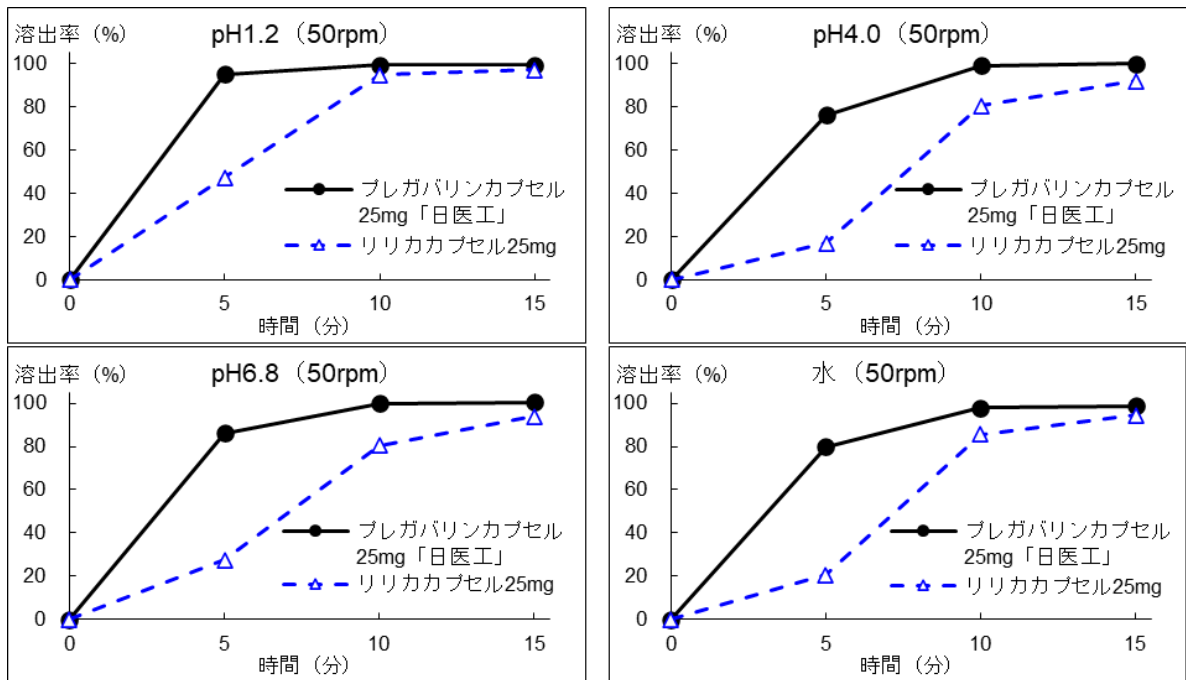 溶出率（%）
pH1.2（50rpm）
100
80
60
40
20
0
プレガバリンカプセル
25mg「日医工」
リリカカプセル25mg
0 5 10 15
時間（分）
溶出率（%）
pH4.0（50rpm）
100
80
60
40
20
0
プレガバリンカプセル
25mg「日医工」
リリカカプセル25mg
0 5 10 15
時間（分）
溶出率（%）
pH6.8（50rpm）
100
80
60
40
20
0
プレガバリンカプセル
25mg「日医工」
リリカカプセル25mg
0 5 10 15
時間（分）
溶出率（%）
水（50rpm）
100
80
60
40
20
0
プレガバリンカプセル
25mg「日医工」
リリカカプセル25mg
0 5 10 15
時間（分）